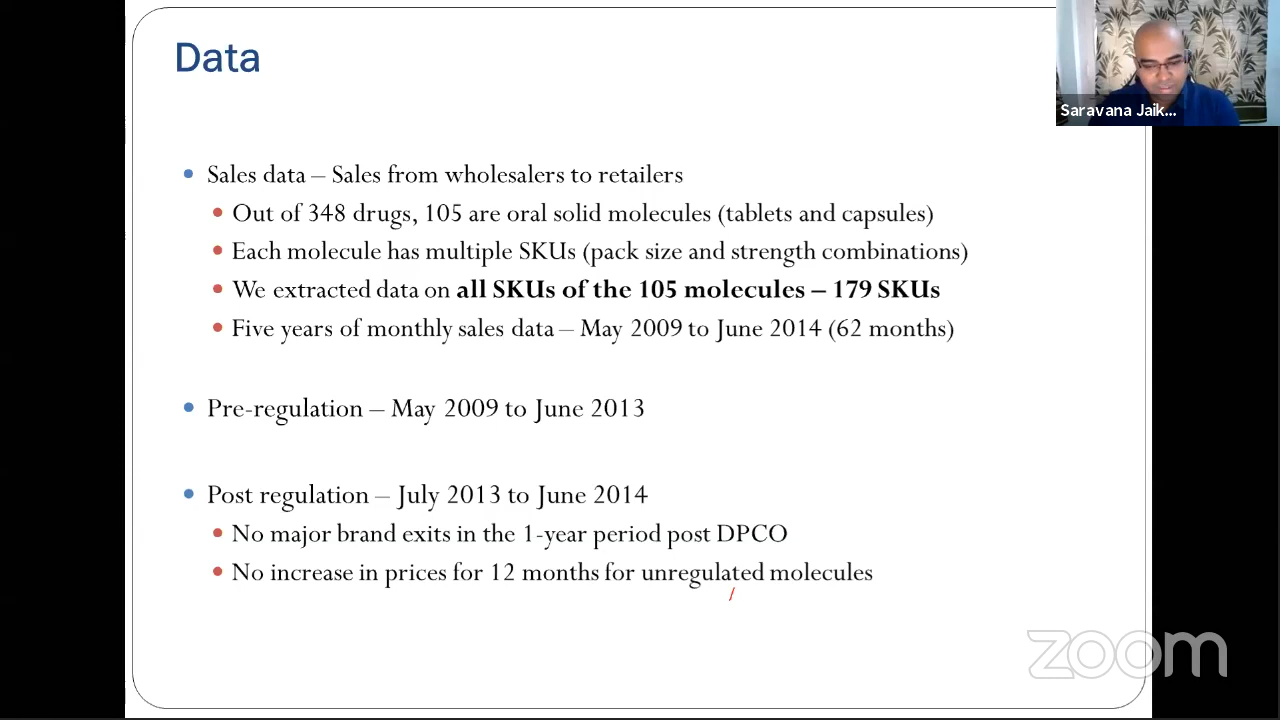 Data
Saravana Jaik...
• Sales data – Sales from wholesalers to retailers
• Out of 348 drugs, 105 are oral solid molecules (tablets and capsules)
• Each molecule has multiple SKUs (pack size and strength combinations)
• We extracted data on all SKUs of the 105 molecules – 179 SKUs
• Five years of monthly sales data – May 2009 to June 2014 (62 months)
• Pre-regulation – May 2009 to June 2013
• Post regulation – July 2013 to June 2014
• No major brand exits in the 1-year period post DPCO
• No increase in prices for 12 months for unregulated molecules
zoom